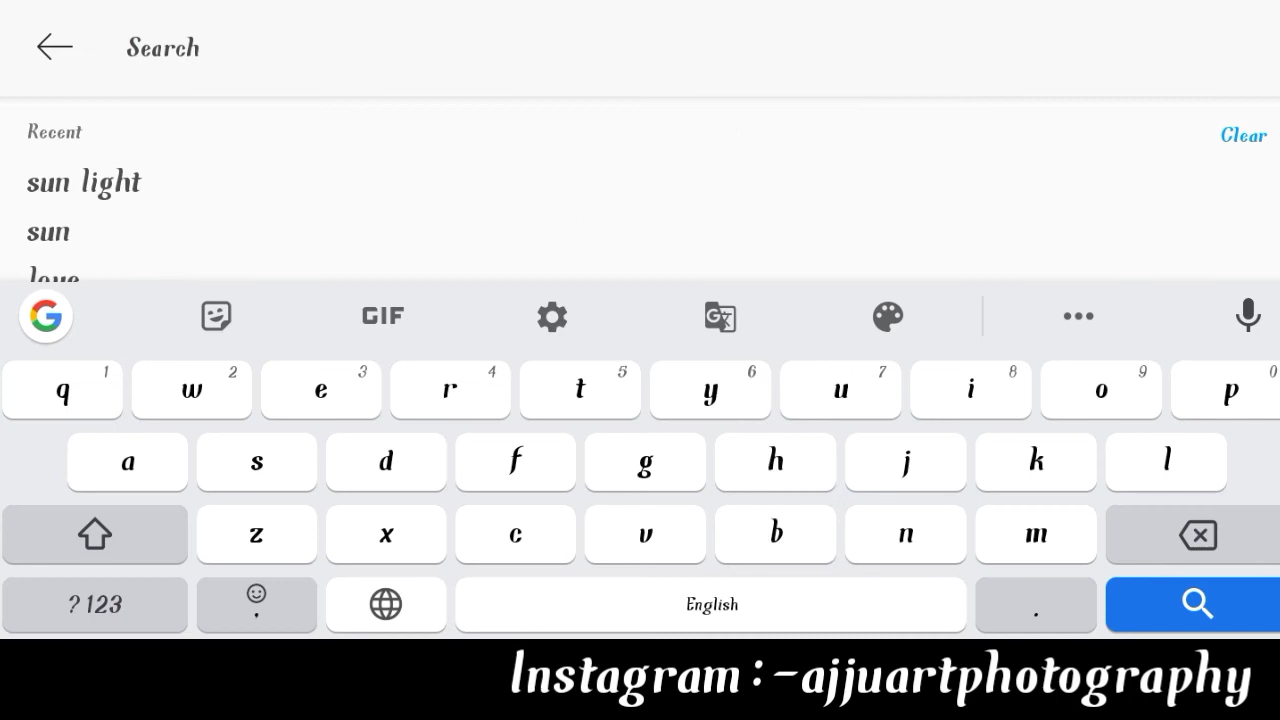 Search
Recent
Clear
sun light
sun
love
GIF
q 1 w 2 e 3 r 4 t 5 y 6 u 7 i 8 o 9 p 0
a s d f g h j k l
z x c v b n m
?123 , English .
Instagram:-ajjuartphotography